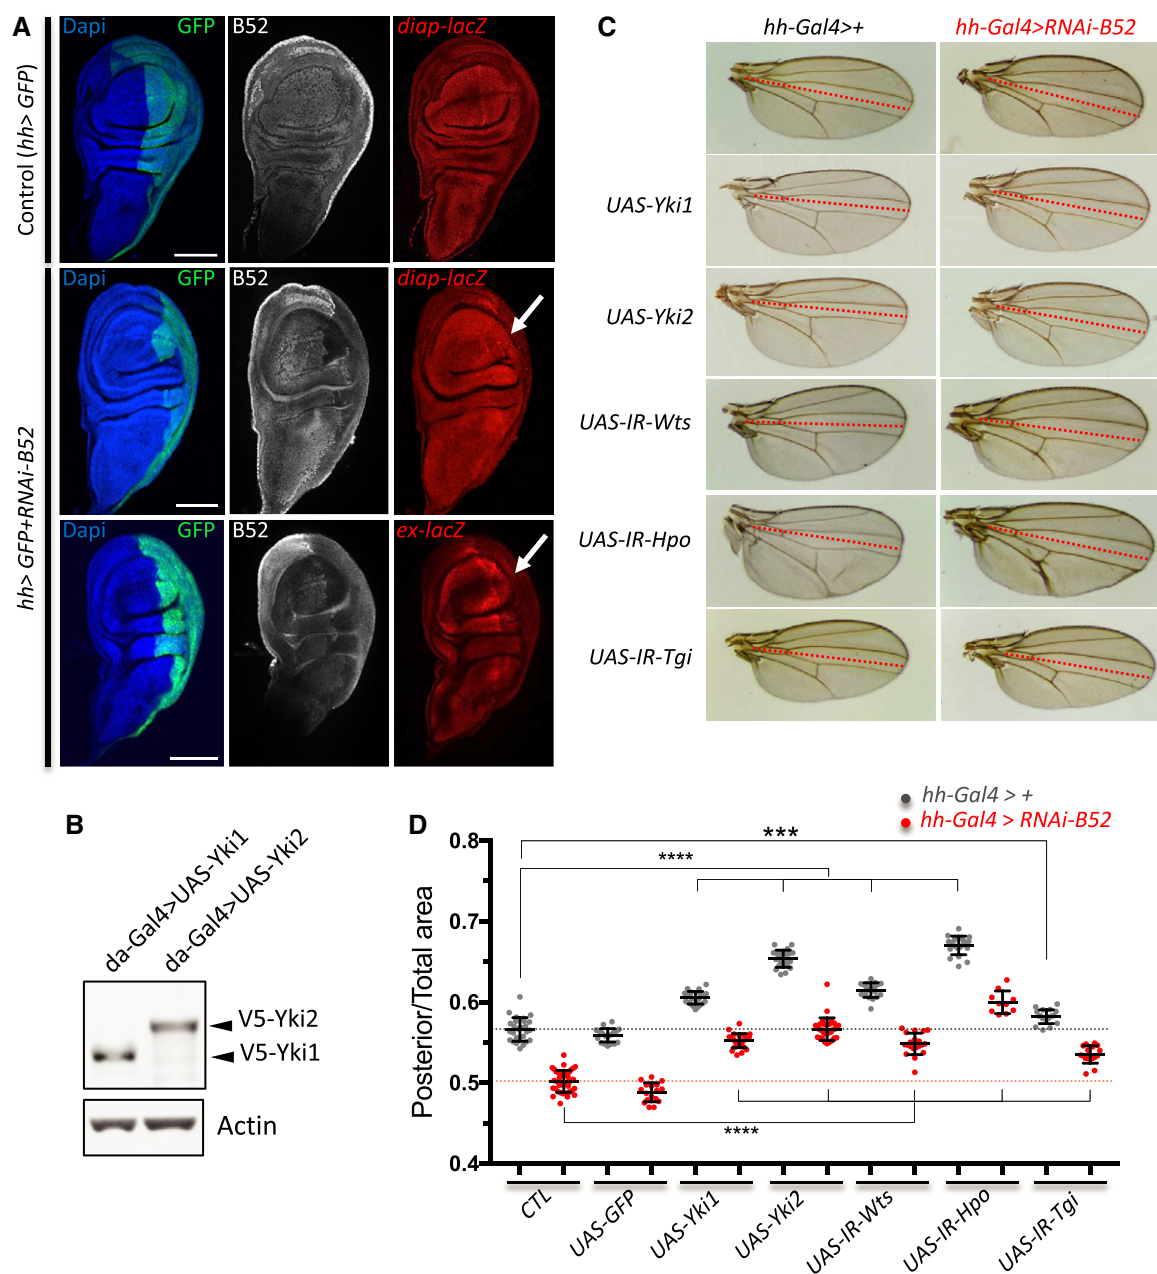 A
Control (hh> GFP)
Dapi GFP B52 diap-lacZ
hh> GFP+RNAi-B52
Dapi GFP B52 diap-lacZ
Dapi GFP B52 ex-lacZ
B
da-Gal4>UAS-Yki1
da-Gal4>UAS-Yki2
V5-Yki2
V5-Yki1
Actin
C
hh-Gal4>+ hh-Gal4>RNAi-B52
UAS-Yki1
UAS-Yki2
UAS-IR-Wts
UAS-IR-Hpo
UAS-IR-Tgi
D
hh-Gal4 > +
hh-Gal4 > RNAi-B52
Posterior/Total area
0.8
0.7
0.6
0.5
0.4
***
****
****
CTL
UAS-GFP
UAS-Yki1
UAS-Yki2
UAS-IR-Wts
UAS-IR-Hpo
UAS-IR-Tgi